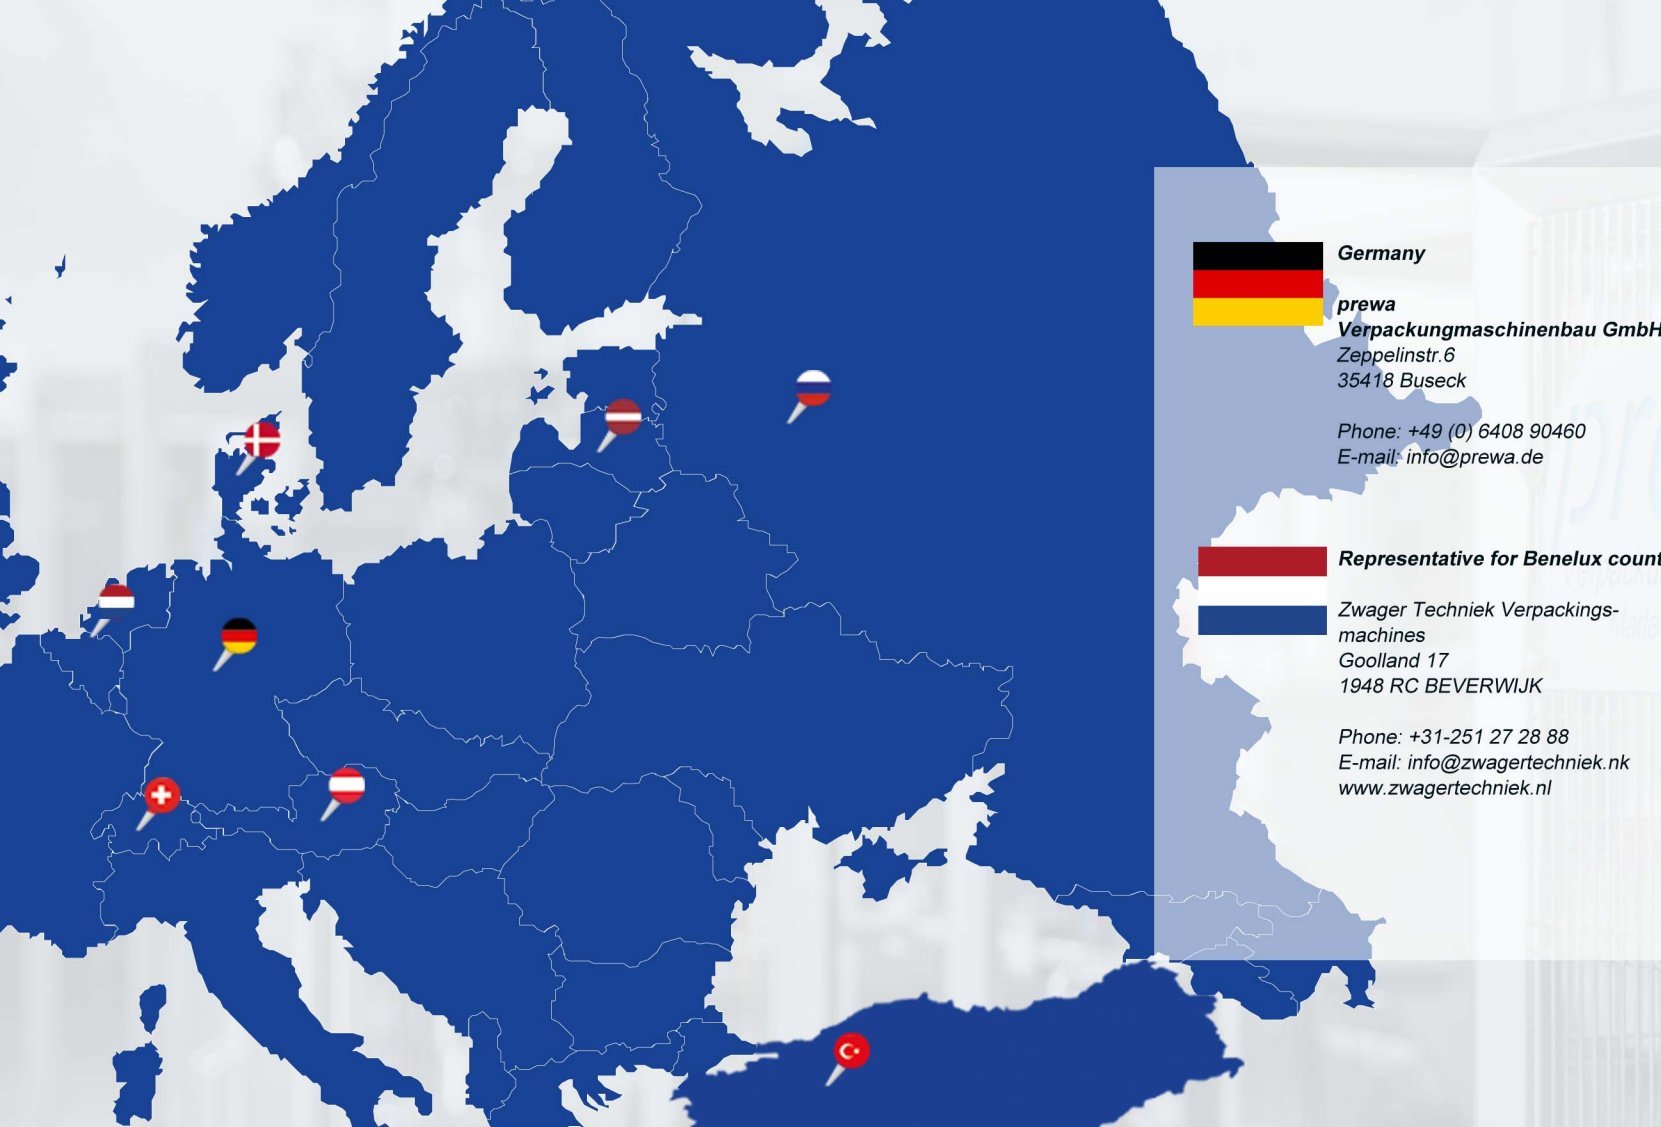 Germany
prewa
Verpackungmaschinenbau GmbH
Zeppelinstr.6
35418 Buseck
Phone: +49 (0) 6408 90460
E-mail: info@prewa.de
Representative for Benelux count
Zwager Techniek Verpackings-
machines
Goolland 17
1948 RC BEVERWIJK
Phone: +31-251 27 28 88
E-mail: info@zwagertechniek.nk
www.zwagertechniek.nl